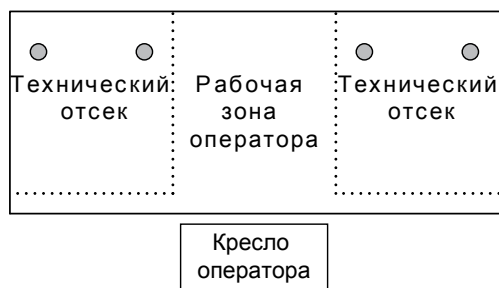 Технический
отсек
Рабочая
зона
оператора
Технический
отсек
Кресло
оператора